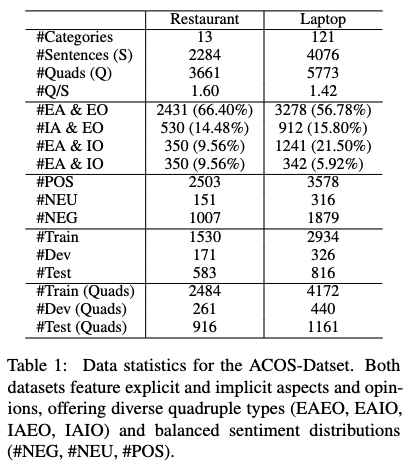 Restaurant Laptop
#Categories 13 121
#Sentences (S) 2284 4076
#Quads (Q) 3661 5773
#Q/S 1.60 1.42
#EA & EO 2431 (66.40%) 3278 (56.78%)
#IA & EO 530 (14.48%) 912 (15.80%)
#EA & IO 350 (9.56%) 1241 (21.50%)
#EA & IO 350 (9.56%) 342 (5.92%)
#POS 2503 3578
#NEU 151 316
#NEG 1007 1879
#Train 1530 2934
#Dev 171 326
#Test 583 816
#Train (Quads) 2484 4172
#Dev (Quads) 261 440
#Test (Quads) 916 1161
Table 1: Data statistics for the ACOS-Datset. Both
datasets feature explicit and implicit aspects and opin-
ions, offering diverse quadruple types (EAEO, EAIO,
IAEO, IAIO) and balanced sentiment distributions
(#NEG, #NEU, #POS).